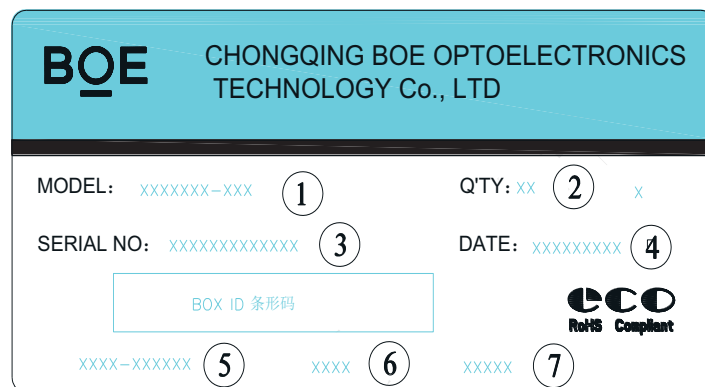 BOE
CHONGQING BOE OPTOELECTRONICS
TECHNOLOGY Co., LTD
MODEL： XXXXXXX-XXX ① Q'TY: XX ② X
SERIAL NO： XXXXXXXXXXXXX ③ DATE： XXXXXXXXX ④
BOX ID 条形码
eco
RoHS Compliant
XXXX-XXXXXX ⑤ XXXX ⑥ XXXXX ⑦